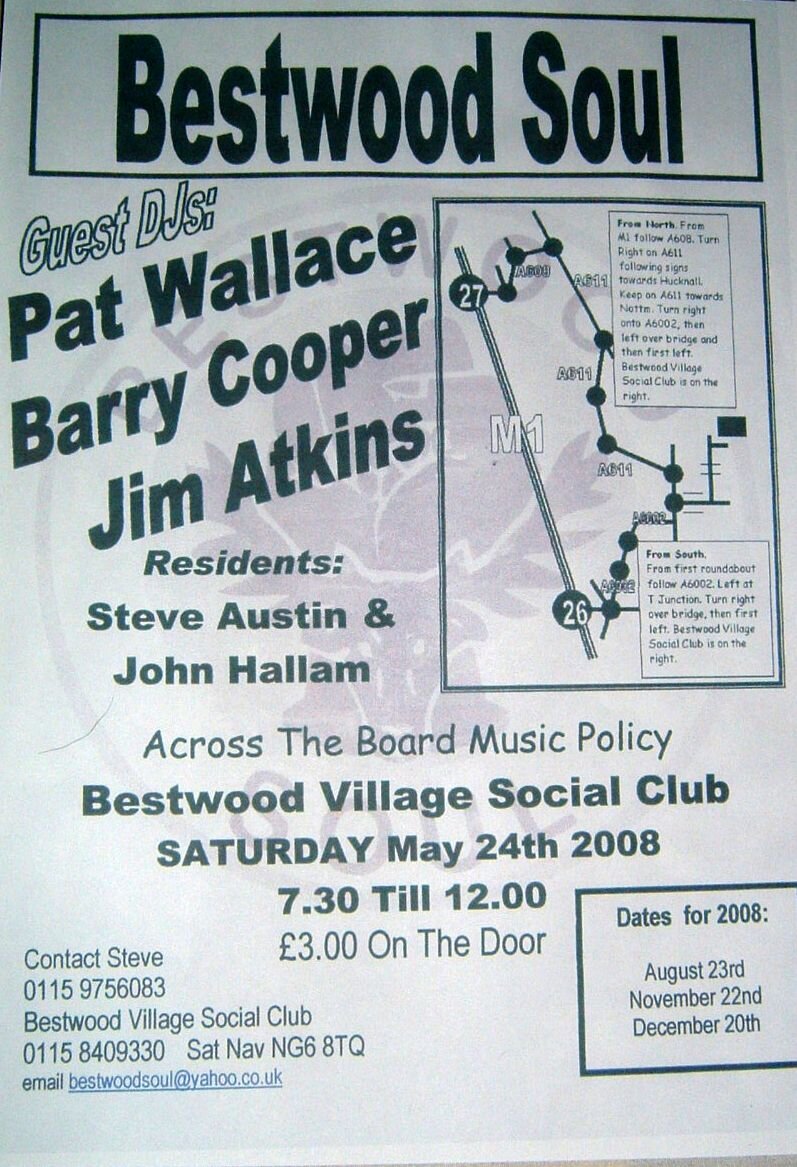 Bestwood Soul
Guest DJs:
Pat Wallace
Barry Cooper
Jim Atkins
Residents:
Steve Austin &
John Hallam
27
A608
A611
From North. From
M1 follow A608. Turn
Right on A611
following signs
towards Hucknall.
Keep on A611 towards
Nottm. Turn right
onto A6002, then
left over bridge and
then first left.
Bestwood Village
Social Club is on the
right.
A611
M1
A611
A6002
A6002
26
From South.
From first roundabout
follow A6002. Left at
T Junction. Turn right
over bridge, then first
left. Bestwood Village
Social Club is on the
right.
BESTWOOD
SOUL
Across The Board Music Policy
Bestwood Village Social Club
SATURDAY May 24th 2008
7.30 Till 12.00
£3.00 On The Door
Contact Steve
0115 9756083
Bestwood Village Social Club
0115 8409330 Sat Nav NG6 8TQ
email bestwoodsoul@yahoo.co.uk
Dates for 2008:
August 23rd
November 22nd
December 20th